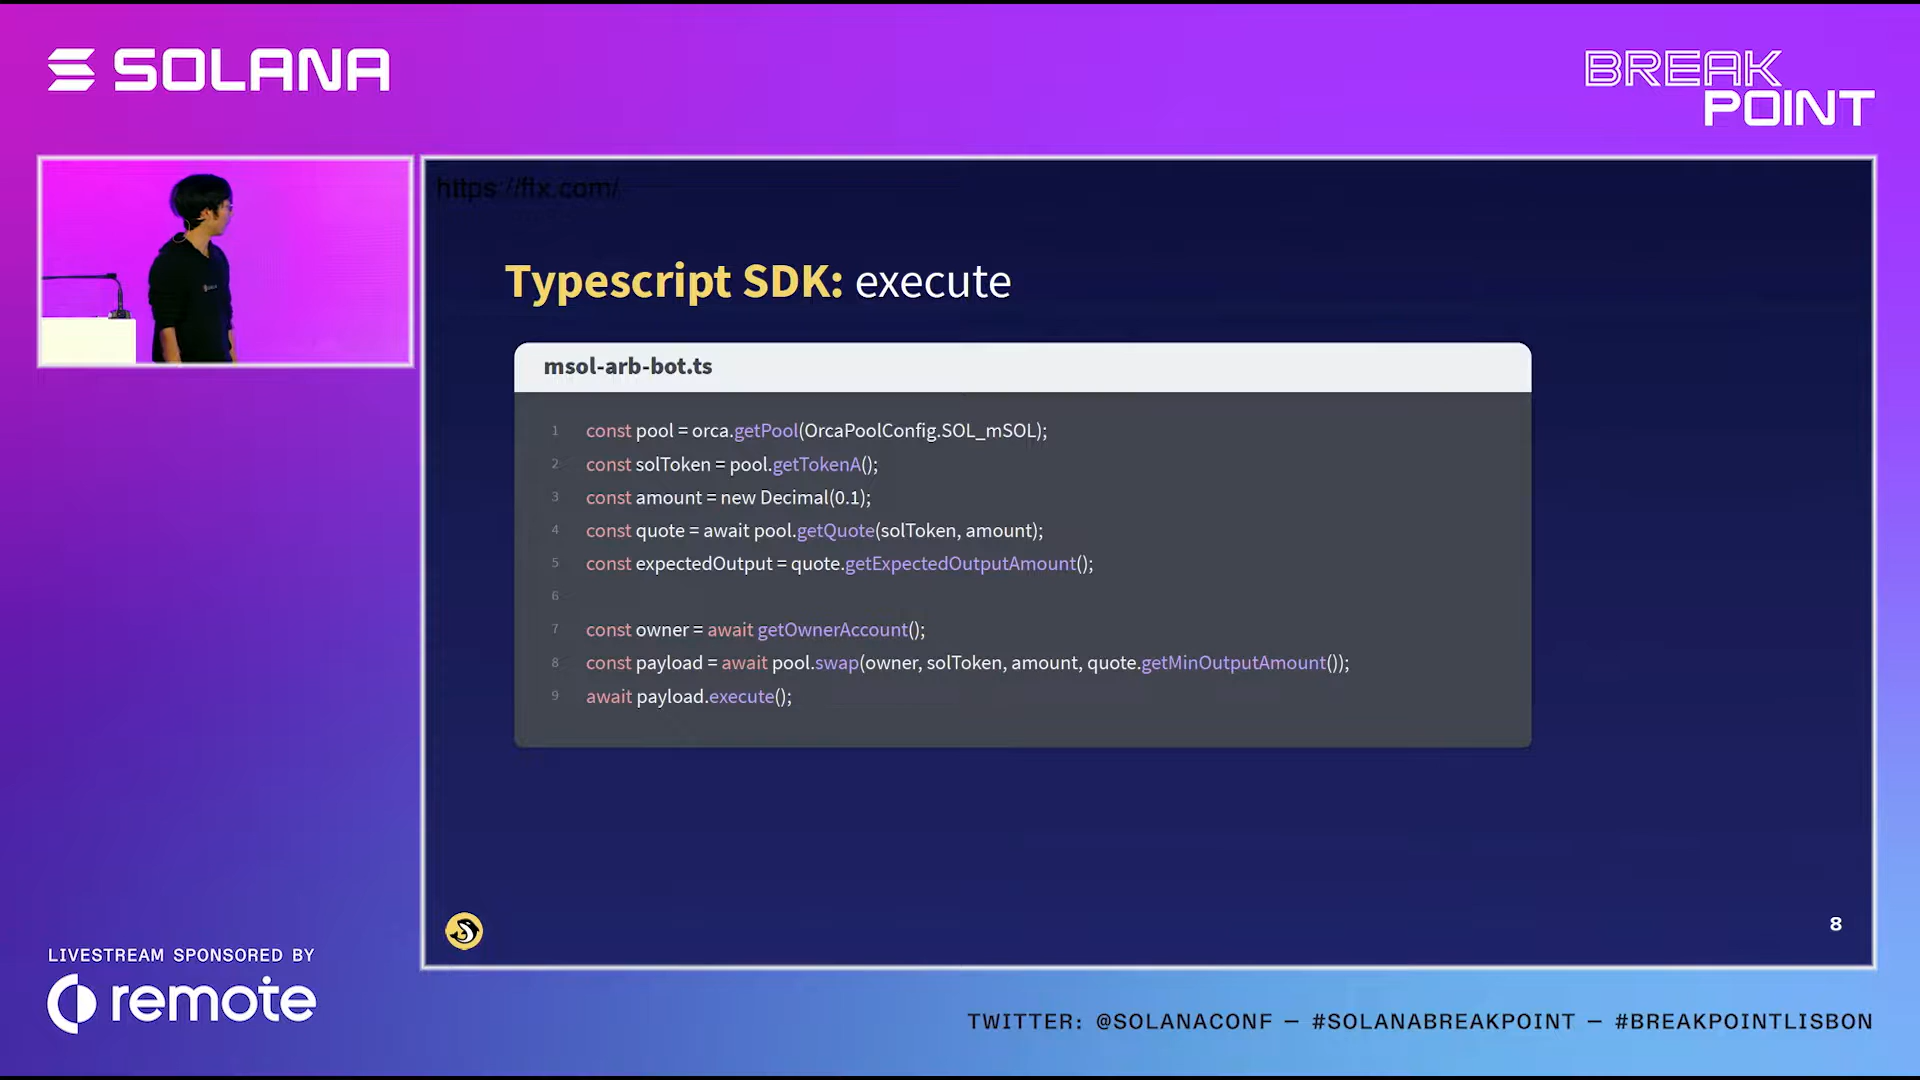 SOLANA
BREAK
POINT
https://ftx.com/
Typescript SDK: execute
msol-arb-bot.ts
1 const pool = orca.getPool(OrcaPoolConfig.SOL_mSOL);
2 const solToken = pool.getTokenA();
3 const amount = new Decimal(0.1);
4 const quote = await pool.getQuote(solToken, amount);
5 const expectedOutput = quote.getExpectedOutputAmount();
6
7 const owner = await getOwnerAccount();
8 const payload = await pool.swap(owner, solToken, amount, quote.getMinOutputAmount());
9 await payload.execute();
8
LIVESTREAM SPONSORED BY
remote
TWITTER: @SOLANACONF — #SOLANABREAKPOINT — #BREAKPOINTLISBON